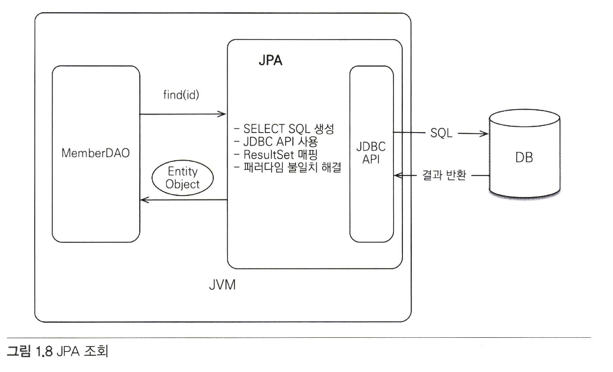 JPA
find(id)
- SELECT SQL 생성
- JDBC API 사용
- ResultSet 매핑
- 패러다임 불일치 해결
MemberDAO
Entity
Object
JDBC
API
SQL
결과 반환
DB
JVM
그림 1.8 JPA 조회